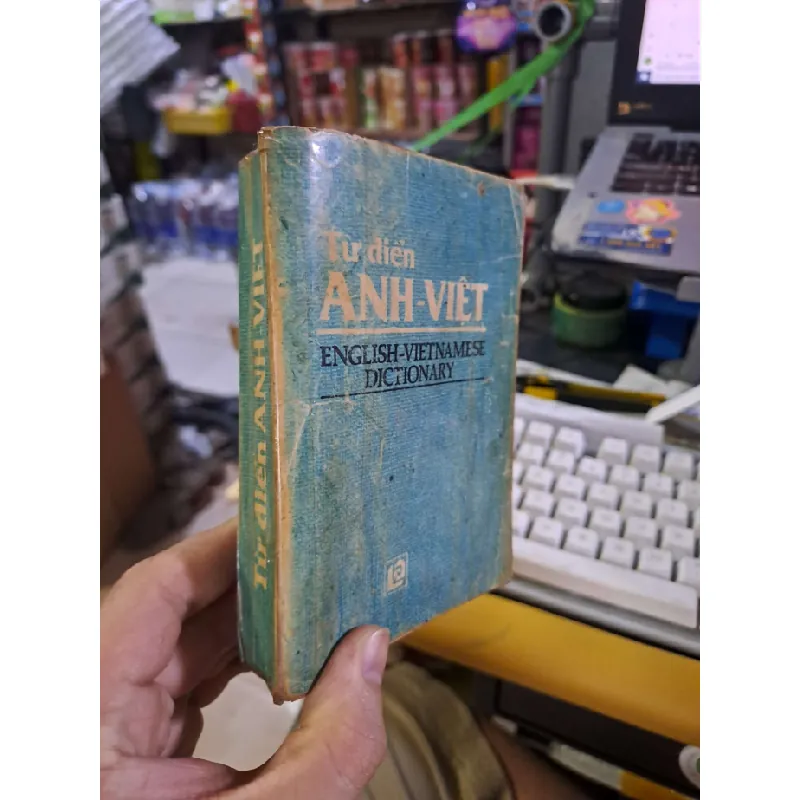 Từ điển
ANH-VIỆT
ENGLISH-VIETNAMESE
DICTIONARY
Từ điển ANH-VIỆT